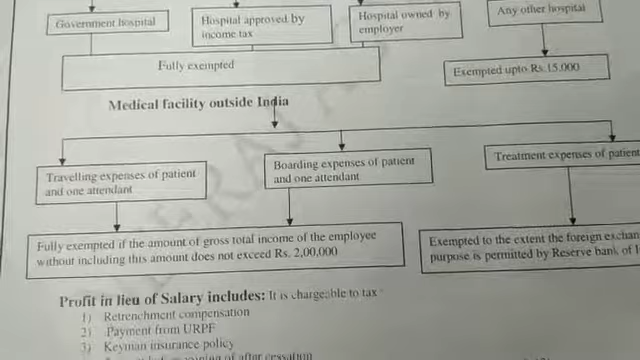 Government hospital
Hospital approved by
income tax
Hospital owned by
employer
Any other hospital
Fully exempted
Exempted upto Rs.15,000
Medical facility outside India
Travelling expenses of patient
and one attendant
Boarding expenses of patient
and one attendant
Treatment expenses of patient
Fully exempted if the amount of gross total income of the employee
without including this amount does not exceed Rs. 2,00,000
Exempted to the extent the foreign exchan
purpose is permitted by Reserve bank of I
Profit in lieu of Salary includes: It is chargeable to tax
1) Retrenchment compensation
2) Payment from URPF
3) Keyman insurance policy
joining of after cessation